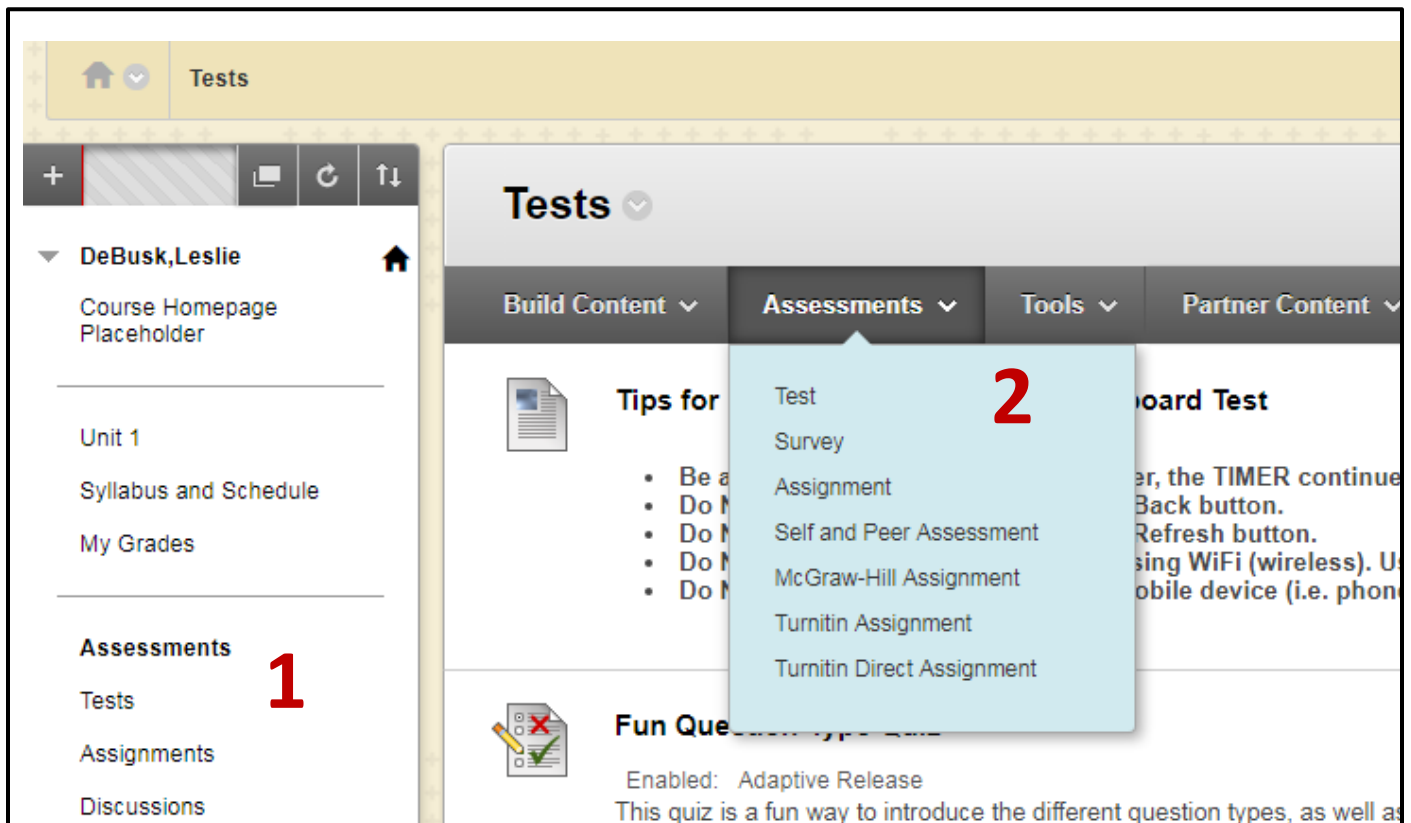 Tests
DeBusk,Leslie
Course Homepage
Placeholder
Unit 1
Syllabus and Schedule
My Grades
Assessments
1
Tests
Assignments
Discussions
Tests
Build Content
Assessments
Tools
Partner Content
Test
Survey
Assignment
Self and Peer Assessment
McGraw-Hill Assignment
Turnitin Assignment
Turnitin Direct Assignment
2
Tips for oard Test
Be a er, the TIMER continue
Do Back button.
Do Refresh button.
Do sing WiFi (wireless). U
Do obile device (i.e. phon
Fun Que Quiz
Enabled: Adaptive Release
This quiz is a fun way to introduce the different question types, as well as